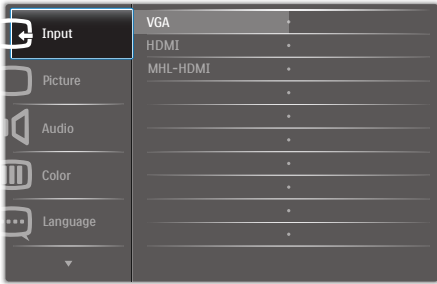 Input
Picture
Audio
Color
Language
VGA
HDMI
MHL-HDMI